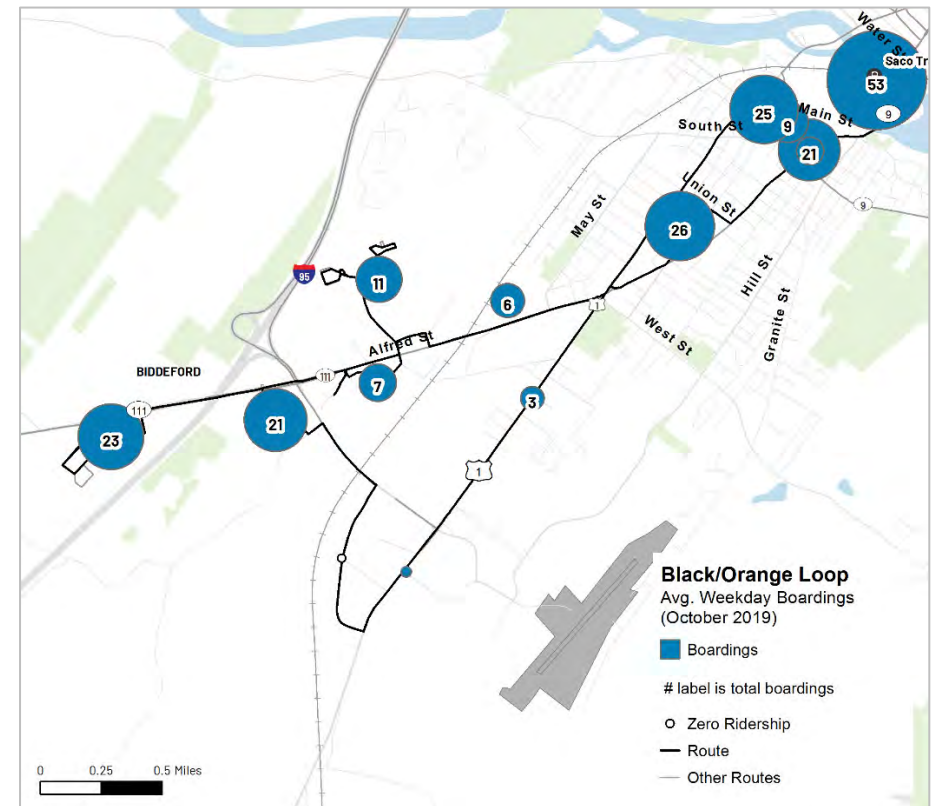 Water St
Saco Tr
53
9
Main St
25
9
South St
21
9
Union St
26
May St
Hill St
95
11
6
1
Granite St
West St
Alfred St
BIDDEFORD
111
7
3
111
21
23
1
Black/Orange Loop
Avg. Weekday Boardings
(October 2019)
Boardings
# label is total boardings
Zero Ridership
Route
Other Routes
0 0.25 0.5 Miles